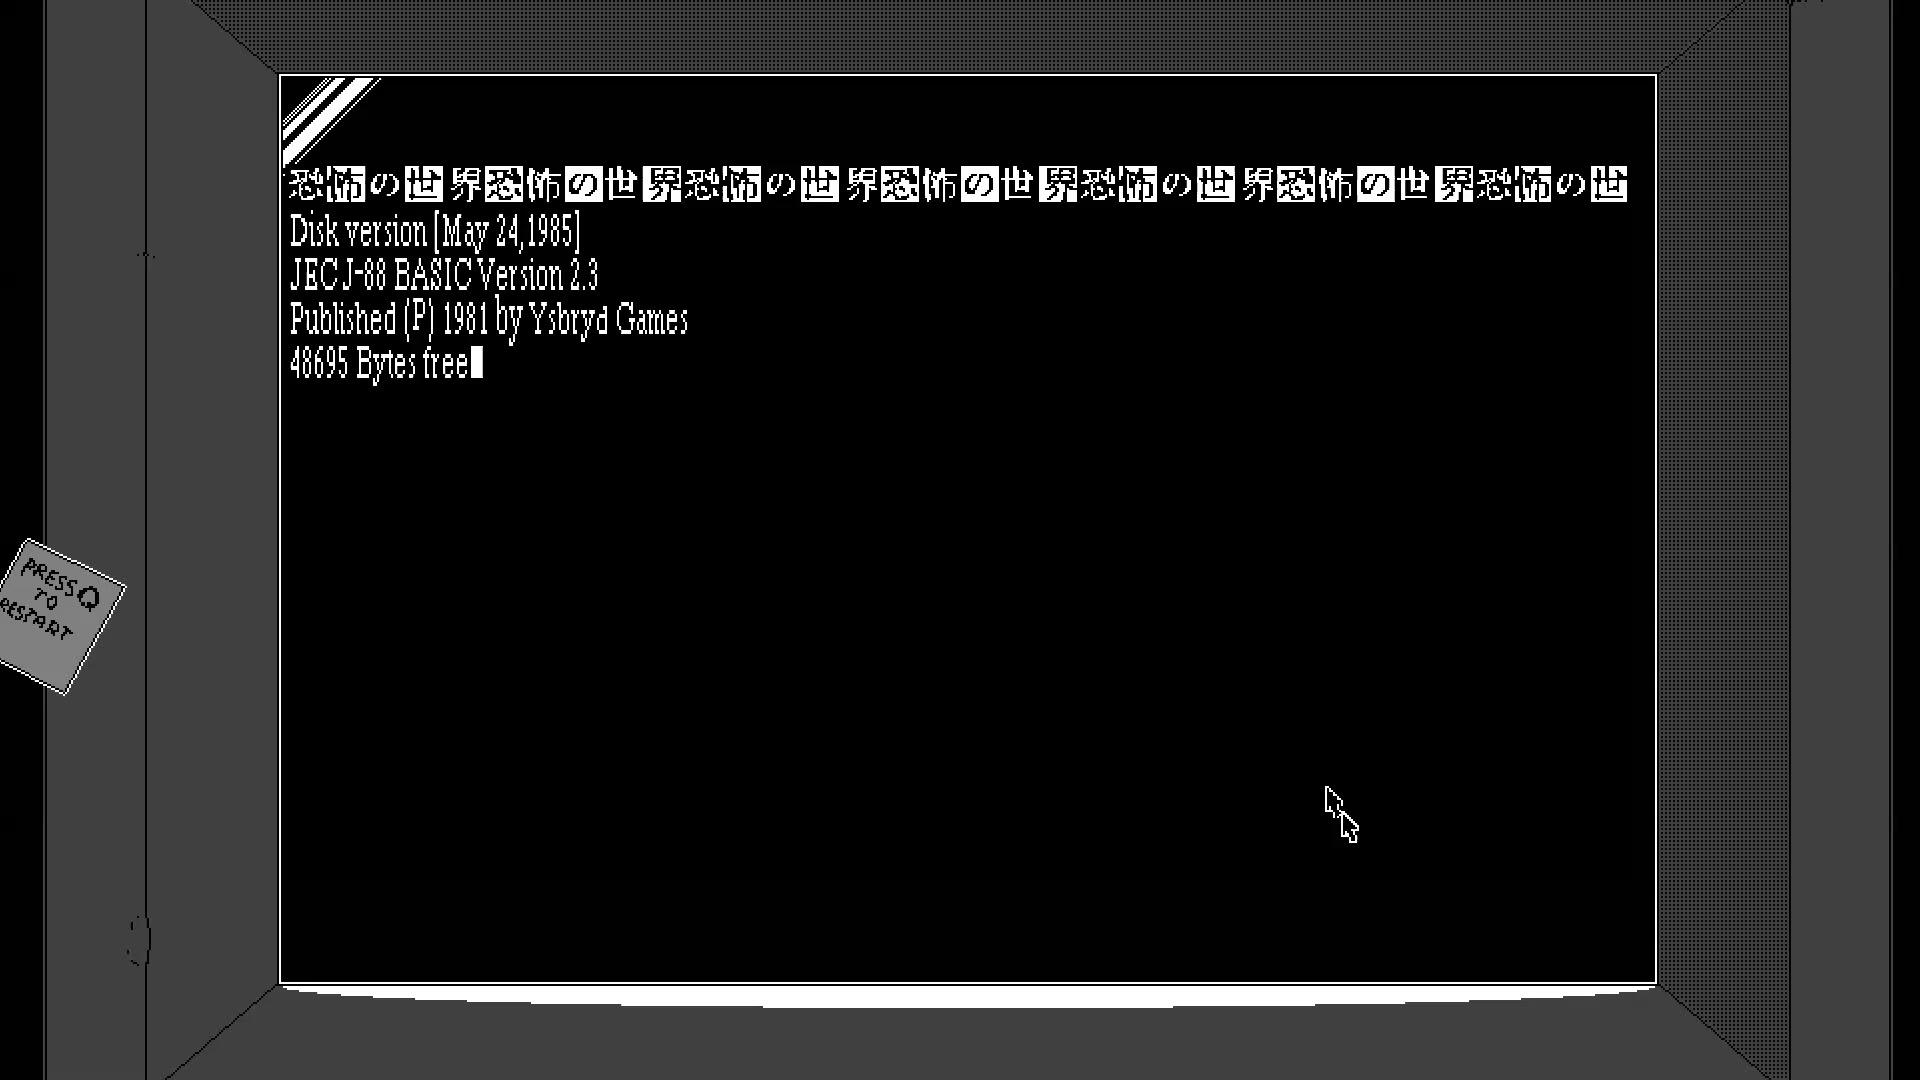 恐怖の世界恐怖の世界恐怖の世界恐怖の世界恐怖の世界恐怖の世界恐怖の世
Disk version [May 24,1985]
JEC J-88 BASIC Version 2.3
Published (P) 1981 by Ysbryd Games
48695 Bytes free
PRESS Q
TO
RESTART